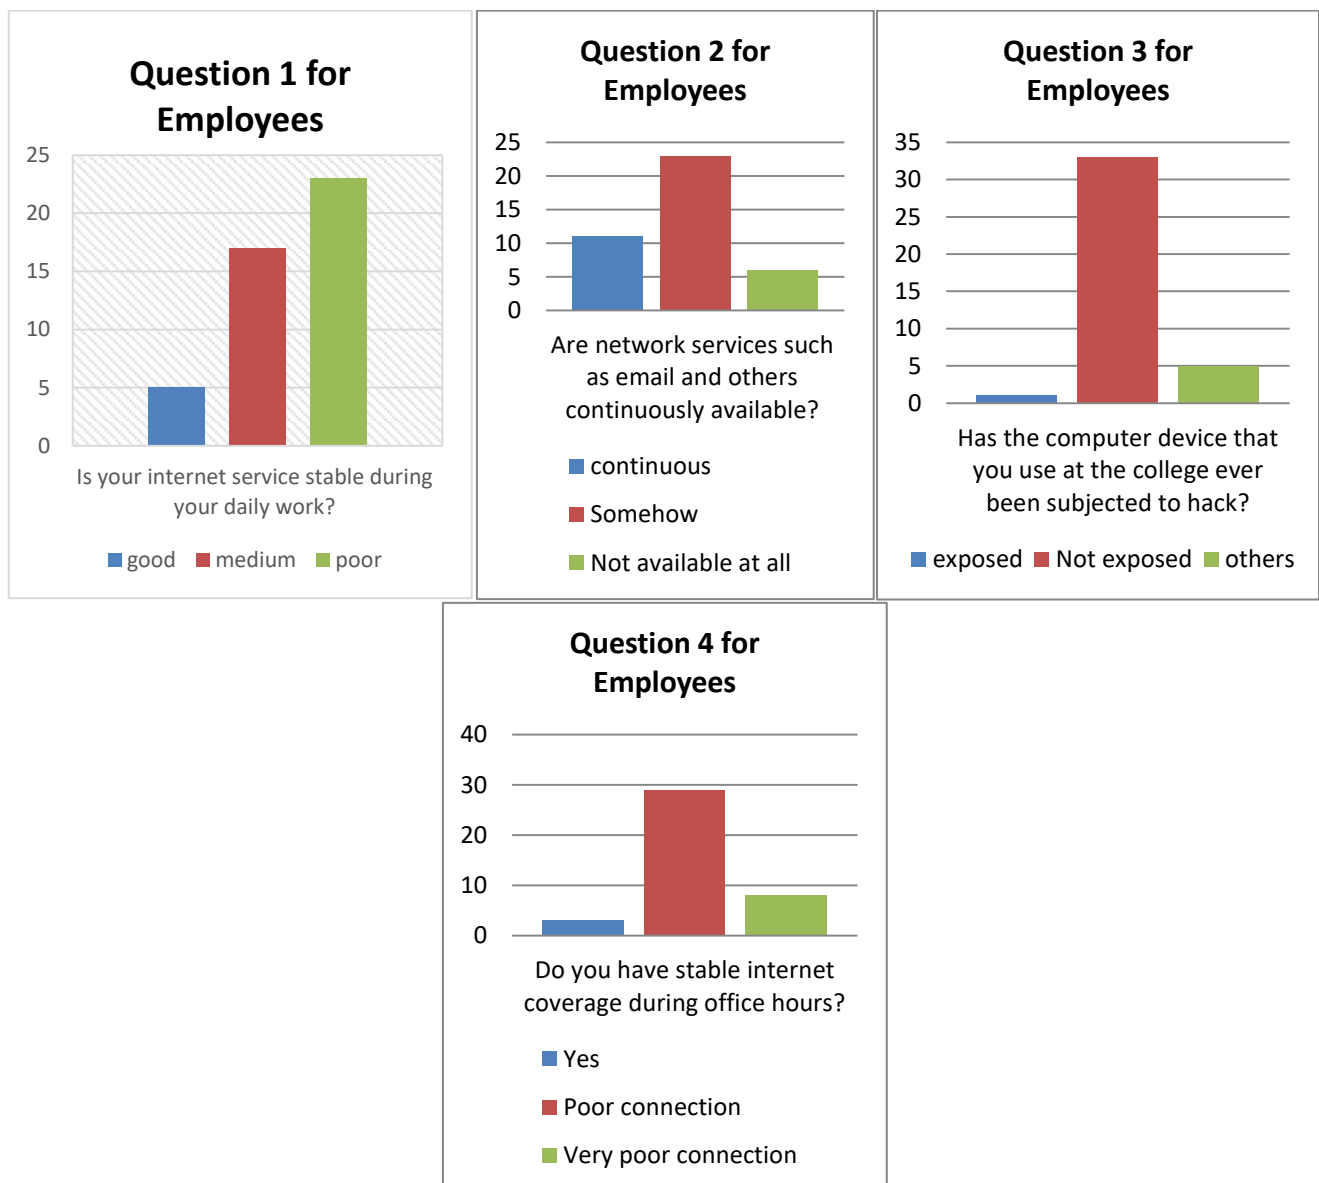 Question 1 for
Employees
25
20
15
10
5
0
Is your internet service stable during
your daily work?
good medium poor
Question 2 for
Employees
25
20
15
10
5
0
Are network services such
as email and others
continuously available?
continuous
Somehow
Not available at all
Question 3 for
Employees
35
30
25
20
15
10
5
0
Has the computer device that
you use at the college ever
been subjected to hack?
exposed Not exposed others
Question 4 for
Employees
40
30
20
10
0
Do you have stable internet
coverage during office hours?
Yes
Poor connection
Very poor connection